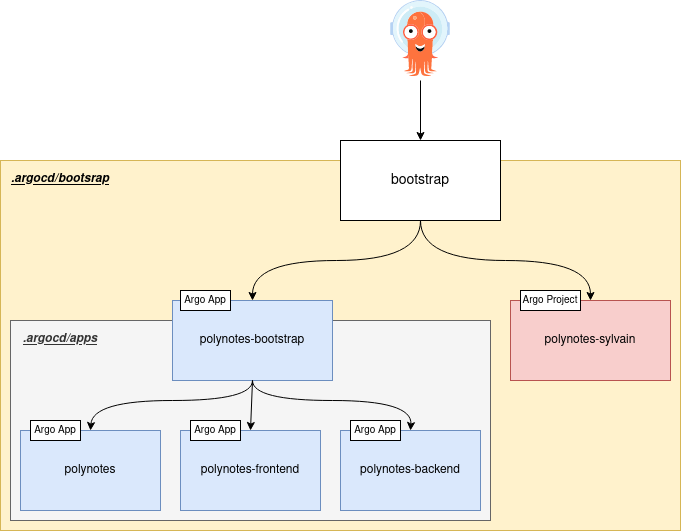 bootstrap
.argocd/bootsrap
Argo App
polynotes-bootstrap
Argo Project
polynotes-sylvain
.argocd/apps
Argo App
polynotes
Argo App
polynotes-frontend
Argo App
polynotes-backend